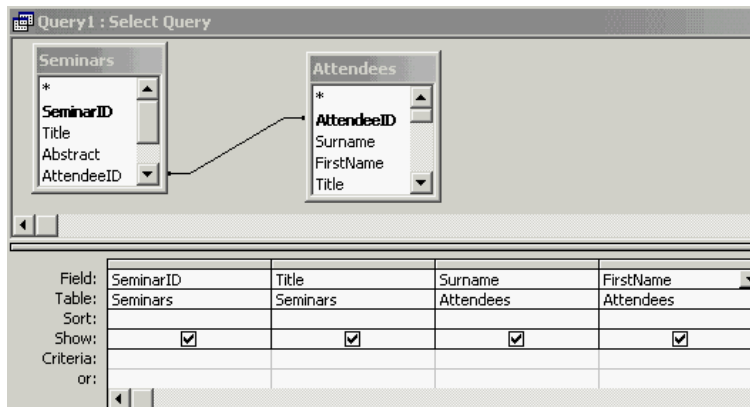 Query1 : Select Query
Seminars
*
SeminarID
Title
Abstract
AttendeeID
Attendees
*
AttendeeID
Surname
FirstName
Title
Field: SeminarID Title Surname FirstName
Table: Seminars Seminars Attendees Attendees
Sort:
Show:
Criteria:
or: